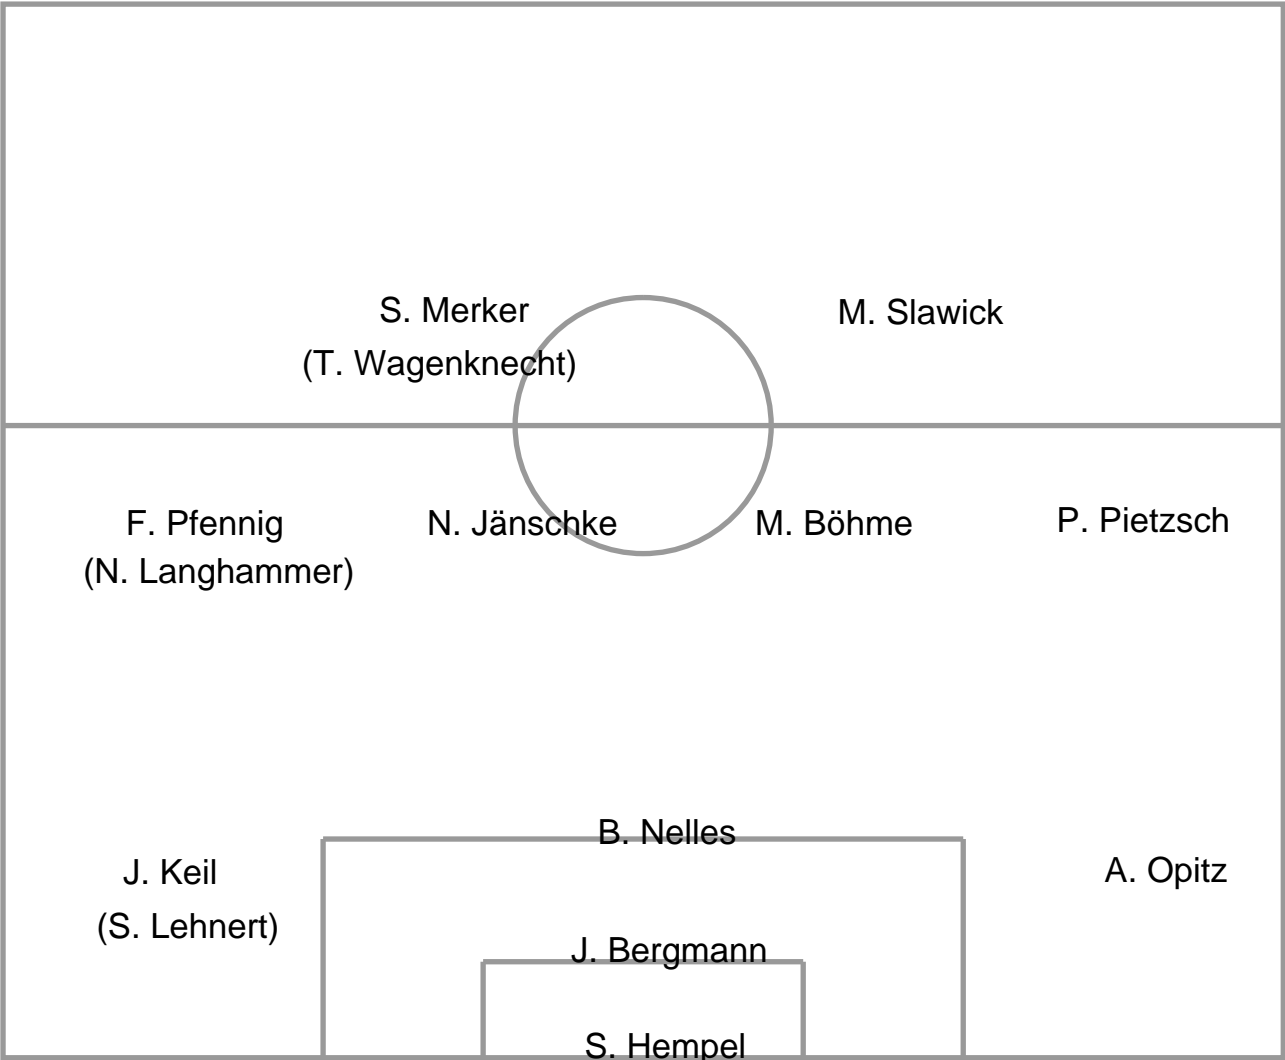 S. Merker
M. Slawick
(T. Wagenknecht)
F. Pfennig
N. Jänschke
M. Böhme
P. Pietzsch
(N. Langhammer)
B. Nelles
J. Keil
A. Opitz
(S. Lehnert)
J. Bergmann
S. Hempel